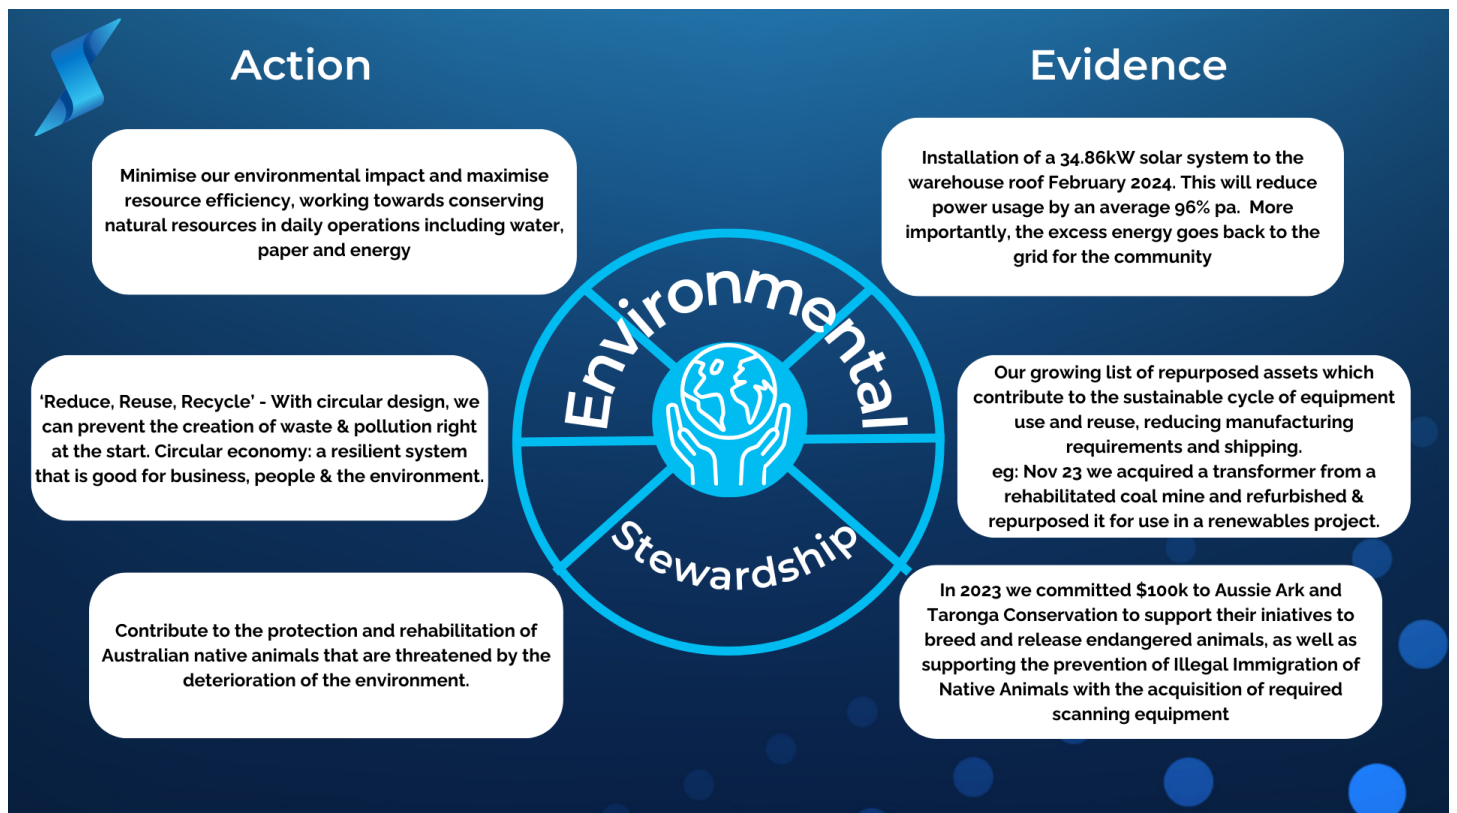 Action
Evidence
Minimise our environmental impact and maximise
resource efficiency, working towards conserving
natural resources in daily operations including water,
paper and energy
Installation of a 34.86kW solar system to the
warehouse roof February 2024. This will reduce
power usage by an average 96% pa.  More
importantly, the excess energy goes back to the
grid for the community
Environmental
Stewardship
‘Reduce, Reuse, Recycle’ - With circular design, we
can prevent the creation of waste & pollution right
at the start. Circular economy: a resilient system
that is good for business, people & the environment.
Our growing list of repurposed assets which
contribute to the sustainable cycle of equipment
use and reuse, reducing manufacturing
requirements and shipping.
eg: Nov 23 we acquired a transformer from a
rehabilitated coal mine and refurbished &
repurposed it for use in a renewables project.
Contribute to the protection and rehabilitation of
Australian native animals that are threatened by the
deterioration of the environment.
In 2023 we committed $100k to Aussie Ark and
Taronga Conservation to support their iniatives to
breed and release endangered animals, as well as
supporting the prevention of Illegal Immigration of
Native Animals with the acquisition of required
scanning equipment